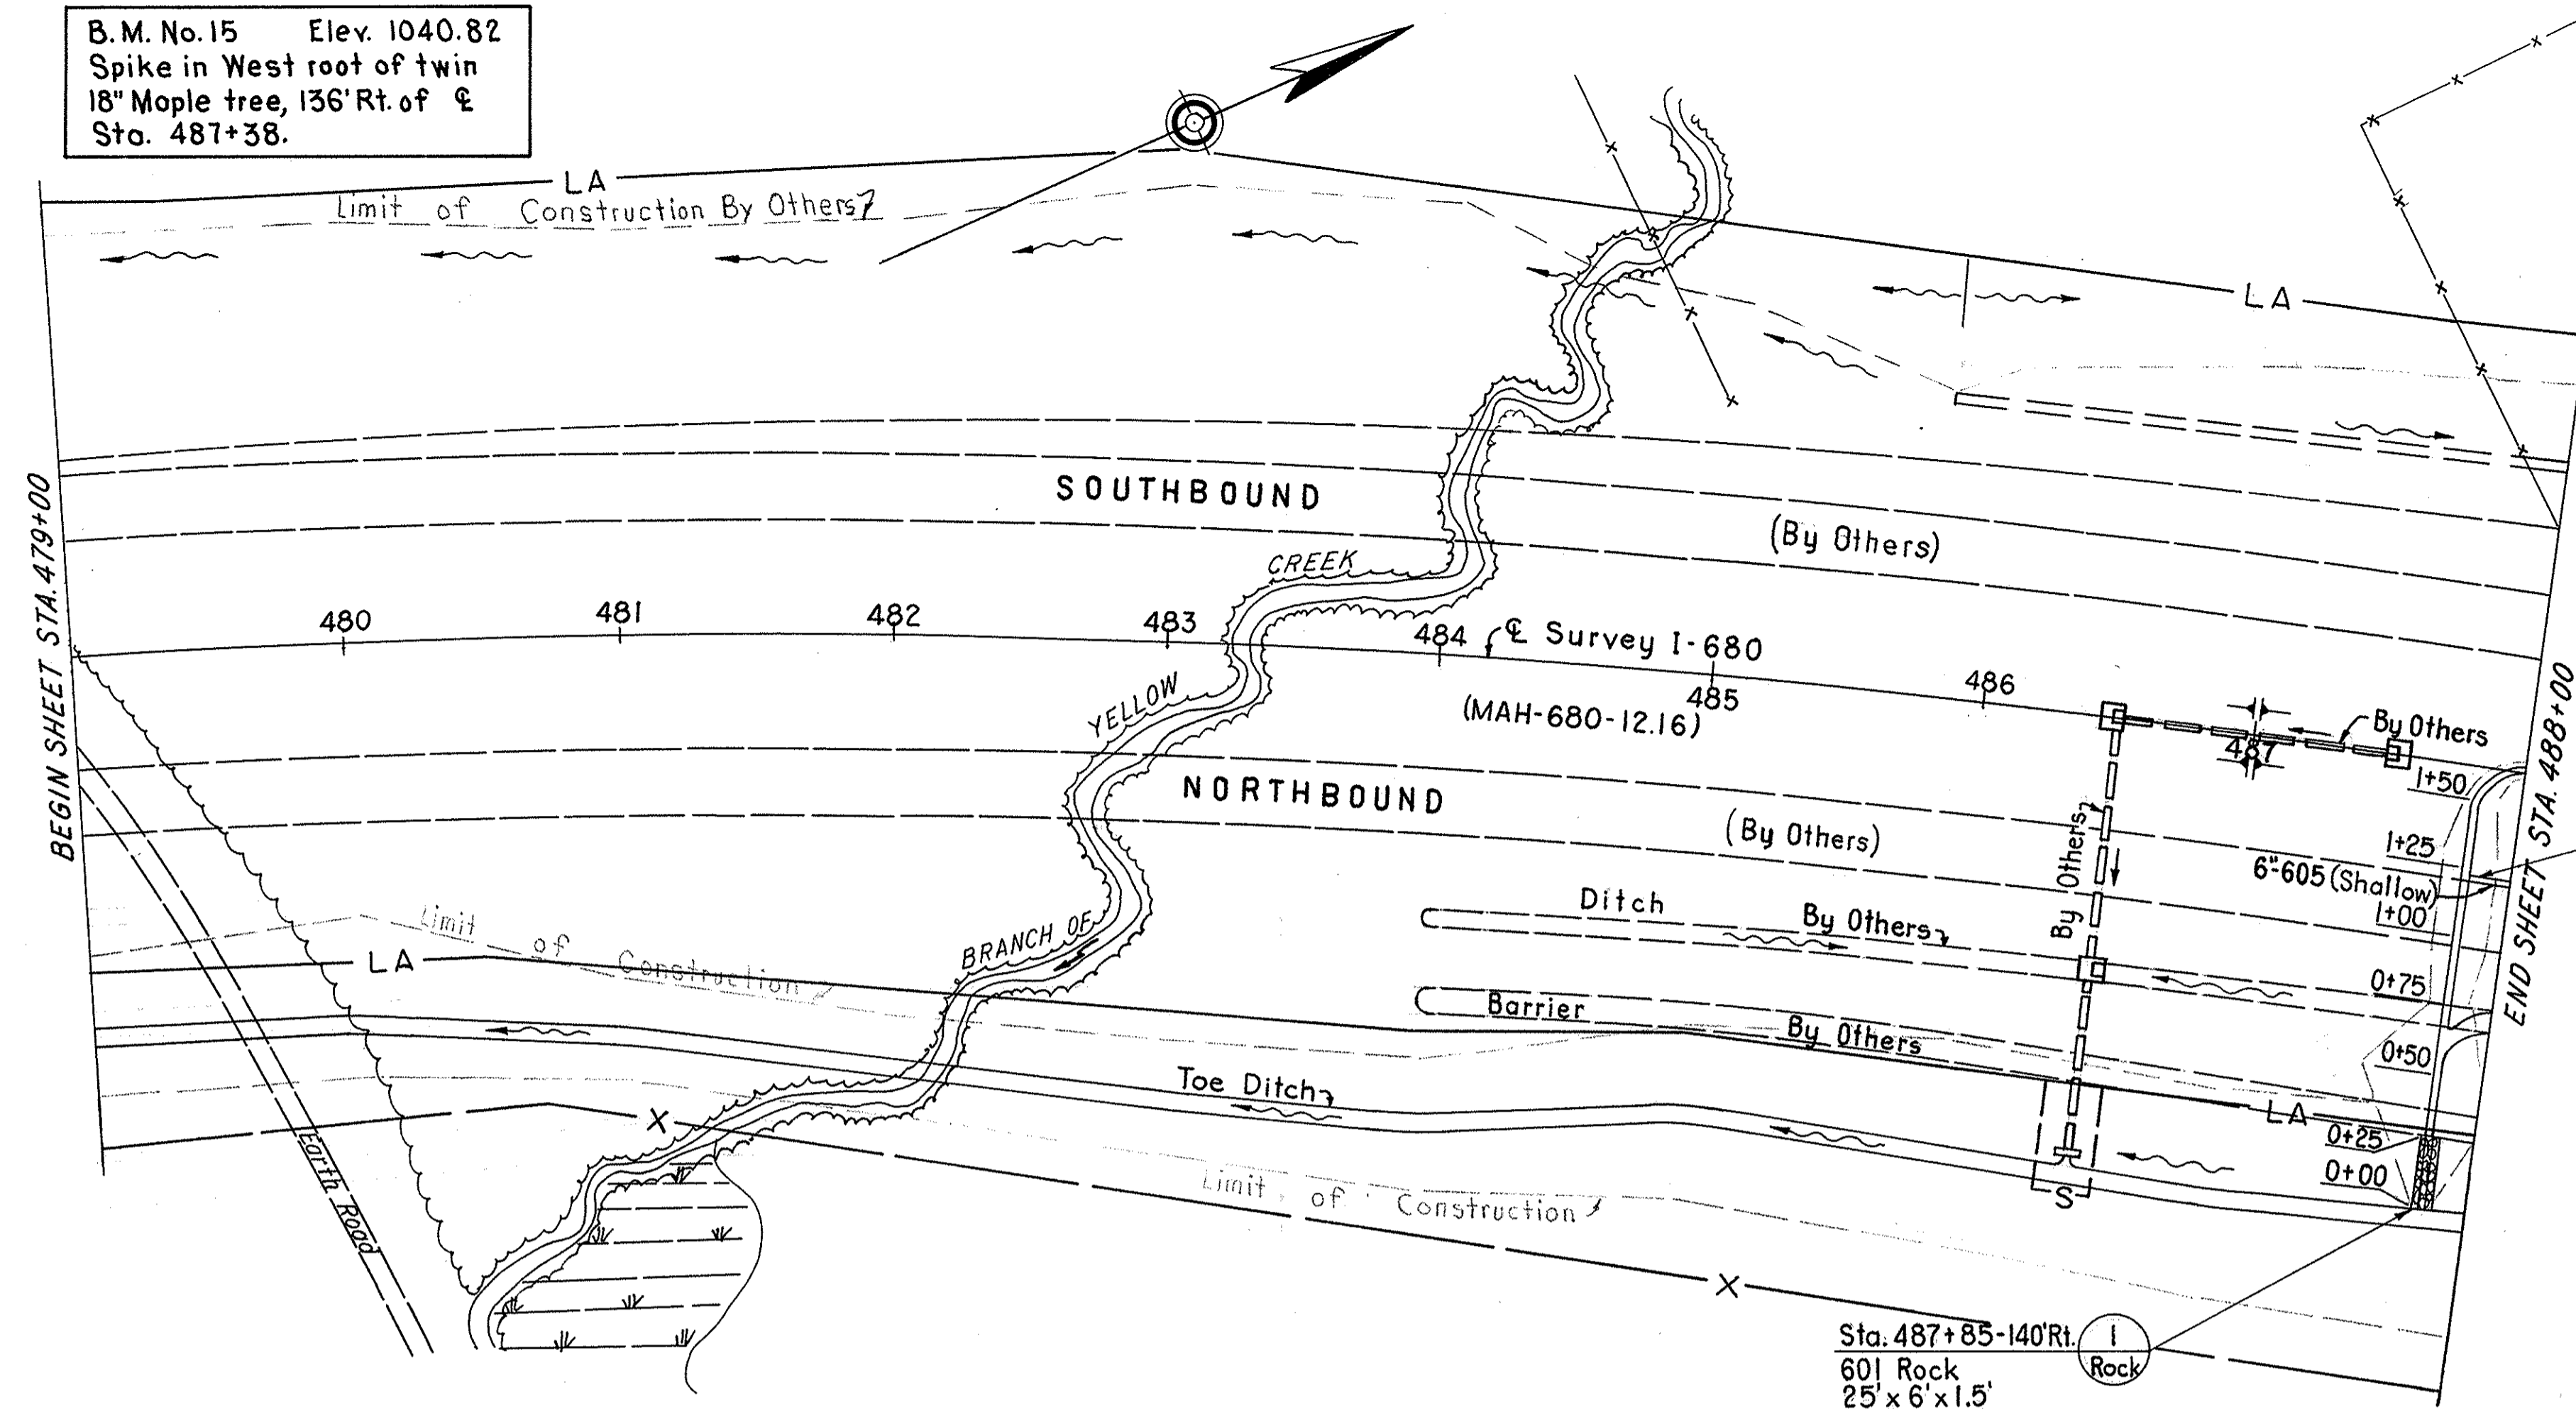 B.M. No. 15 Elev. 1040.82
Spike in West root of twin
18" Mople tree, 136' Rt. of ℄
Sta. 487+38.
LA
Limit of Construction By Others
LA
SOUTHBOUND
(By Others)
CREEK
BEGIN SHEET STA. 479+00
480
481
482
483
484
℄ Survey I-680
485
486
487
(MAH-680-12.16)
YELLOW
By Others
1+50
END SHEET STA. 488+00
NORTHBOUND
(By Others)
By Others
1+25
6"-605 (Shallow)
1+00
Ditch
By Others
BRANCH OF
Limit of Construction
LA
0+75
Barrier
By Others
0+50
Toe Ditch
LA
0+25
0+00
X
Earth Road
S
Limit of Construction
X
Sta. 487+85-140' Rt.
1
Rock
601 Rock
25' x 6' x 1.5'